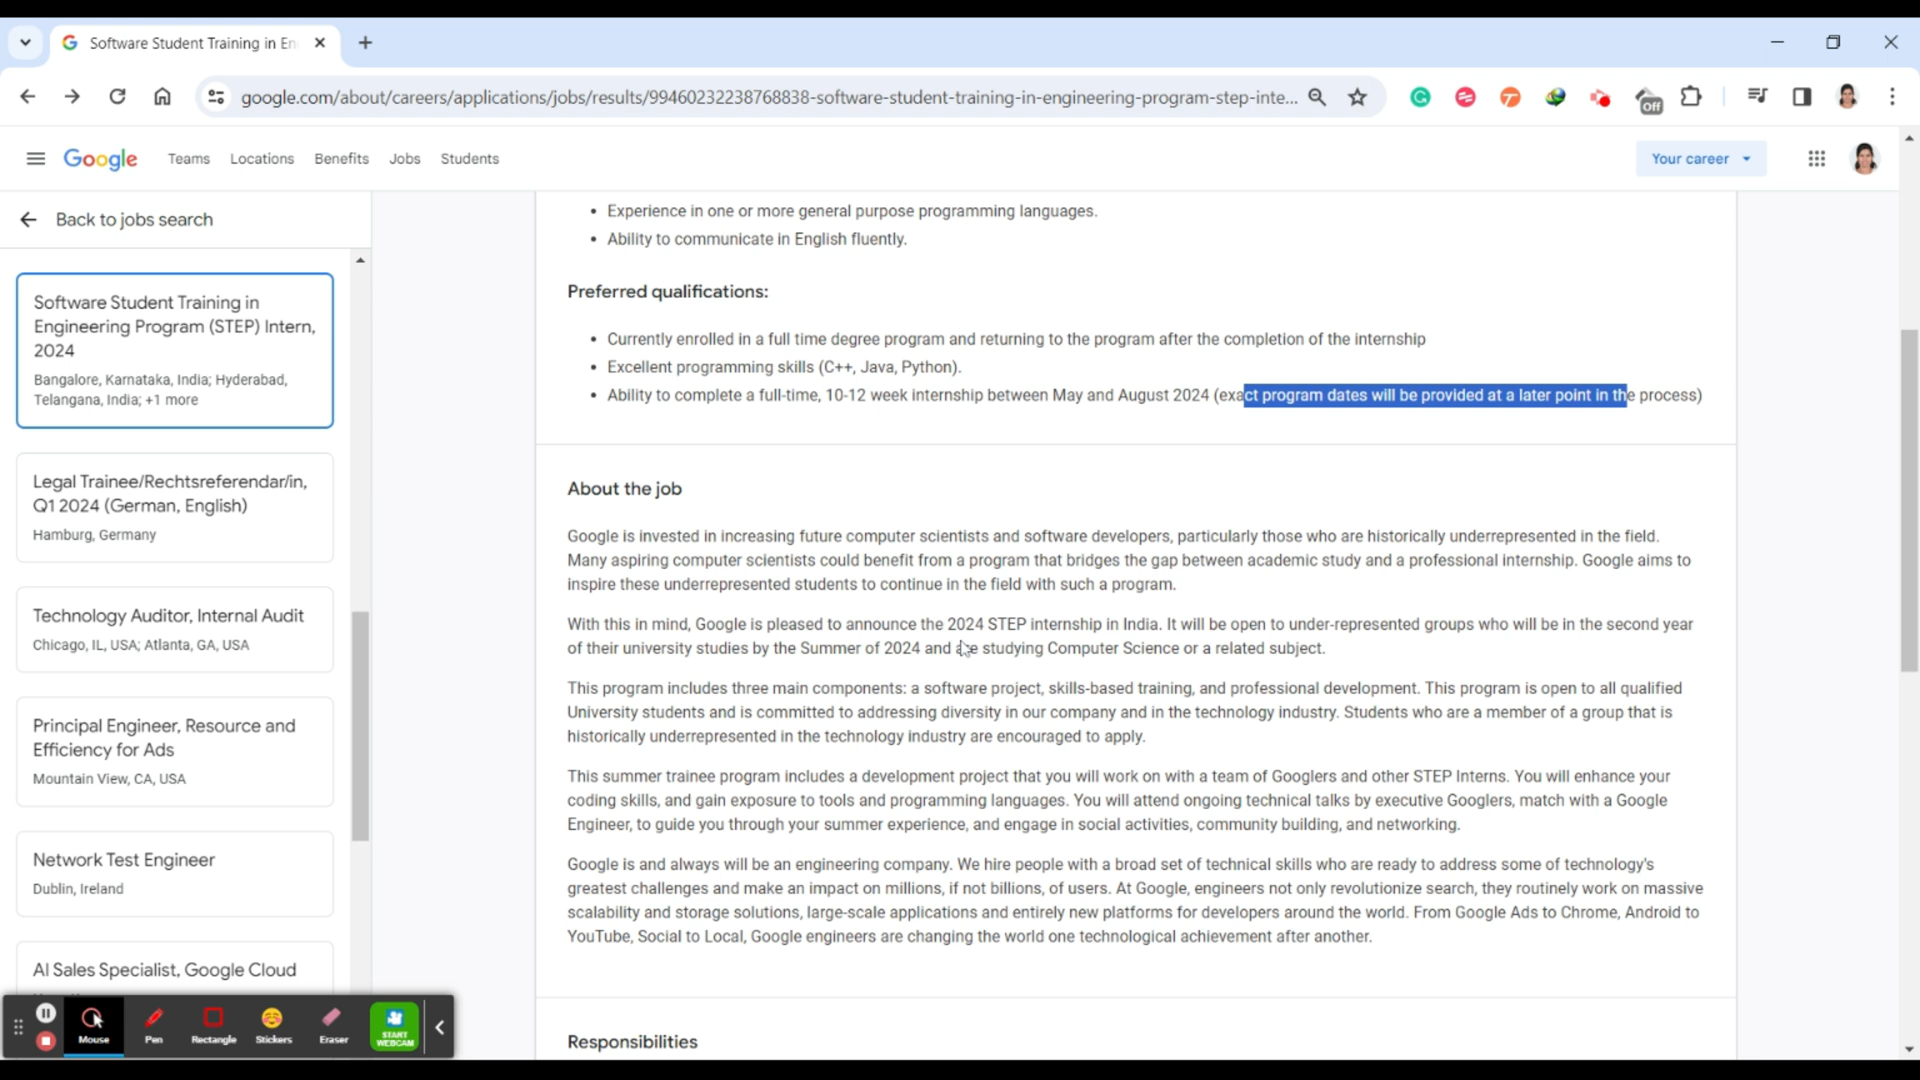 Software Student Training in En
google.com/about/careers/applications/jobs/results/99460232238768838-software-student-training-in-engineering-program-step-inte...
Off
Google
Teams
Locations
Benefits
Jobs
Students
Your career
Back to jobs search
Software Student Training in
Engineering Program (STEP) Intern,
2024
Bangalore, Karnataka, India; Hyderabad,
Telangana, India; +1 more
Legal Trainee/Rechtsreferendar/in,
Q1 2024 (German, English)
Hamburg, Germany
Technology Auditor, Internal Audit
Chicago, IL, USA; Atlanta, GA, USA
Principal Engineer, Resource and
Efficiency for Ads
Mountain View, CA, USA
Network Test Engineer
Dublin, Ireland
AI Sales Specialist, Google Cloud
• Experience in one or more general purpose programming languages.
• Ability to communicate in English fluently.
Preferred qualifications:
• Currently enrolled in a full time degree program and returning to the program after the completion of the internship
• Excellent programming skills (C++, Java, Python).
• Ability to complete a full-time, 10-12 week internship between May and August 2024 (exact program dates will be provided at a later point in the process)
About the job
Google is invested in increasing future computer scientists and software developers, particularly those who are historically underrepresented in the field.
Many aspiring computer scientists could benefit from a program that bridges the gap between academic study and a professional internship. Google aims to
inspire these underrepresented students to continue in the field with such a program.
With this in mind, Google is pleased to announce the 2024 STEP internship in India. It will be open to under-represented groups who will be in the second year
of their university studies by the Summer of 2024 and are studying Computer Science or a related subject.
This program includes three main components: a software project, skills-based training, and professional development. This program is open to all qualified
University students and is committed to addressing diversity in our company and in the technology industry. Students who are a member of a group that is
historically underrepresented in the technology industry are encouraged to apply.
This summer trainee program includes a development project that you will work on with a team of Googlers and other STEP Interns. You will enhance your
coding skills, and gain exposure to tools and programming languages. You will attend ongoing technical talks by executive Googlers, match with a Google
Engineer, to guide you through your summer experience, and engage in social activities, community building, and networking.
Google is and always will be an engineering company. We hire people with a broad set of technical skills who are ready to address some of technology's
greatest challenges and make an impact on millions, if not billions, of users. At Google, engineers not only revolutionize search, they routinely work on massive
scalability and storage solutions, large-scale applications and entirely new platforms for developers around the world. From Google Ads to Chrome, Android to
YouTube, Social to Local, Google engineers are changing the world one technological achievement after another.
Responsibilities
Mouse
Pen
Rectangle
Stickers
Eraser
START
WEBCAM